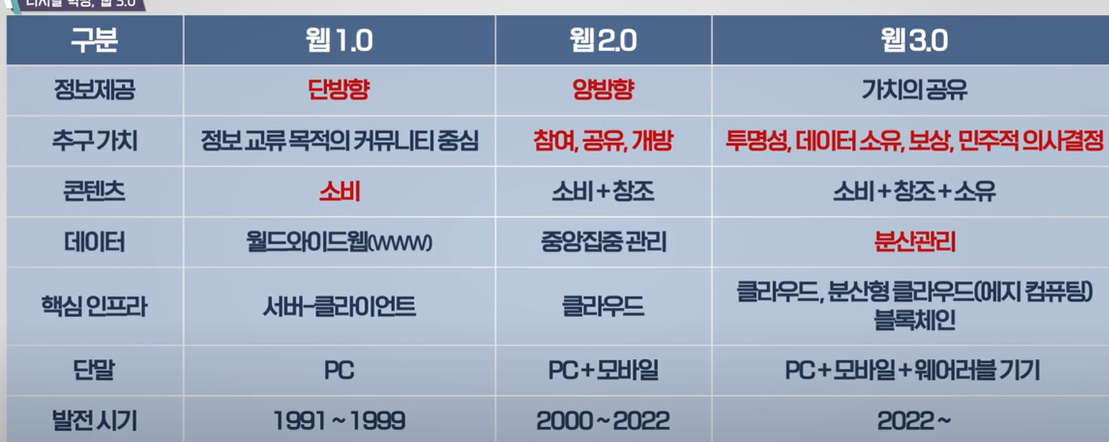 디지털 혁명, 웹 3.0
구분 웹 1.0 웹 2.0 웹 3.0
정보제공 단방향 양방향 가치의 공유
추구 가치 정보 교류 목적의 커뮤니티 중심 참여, 공유, 개방 투명성, 데이터 소유, 보상, 민주적 의사결정
콘텐츠 소비 소비 + 창조 소비 + 창조 + 소유
데이터 월드와이드웹(WWW) 중앙집중 관리 분산관리
핵심 인프라 서버-클라이언트 클라우드 클라우드, 분산형 클라우드(에지 컴퓨팅)
블록체인
단말 PC PC + 모바일 PC + 모바일 + 웨어러블 기기
발전 시기 1991 ~ 1999 2000 ~ 2022 2022 ~